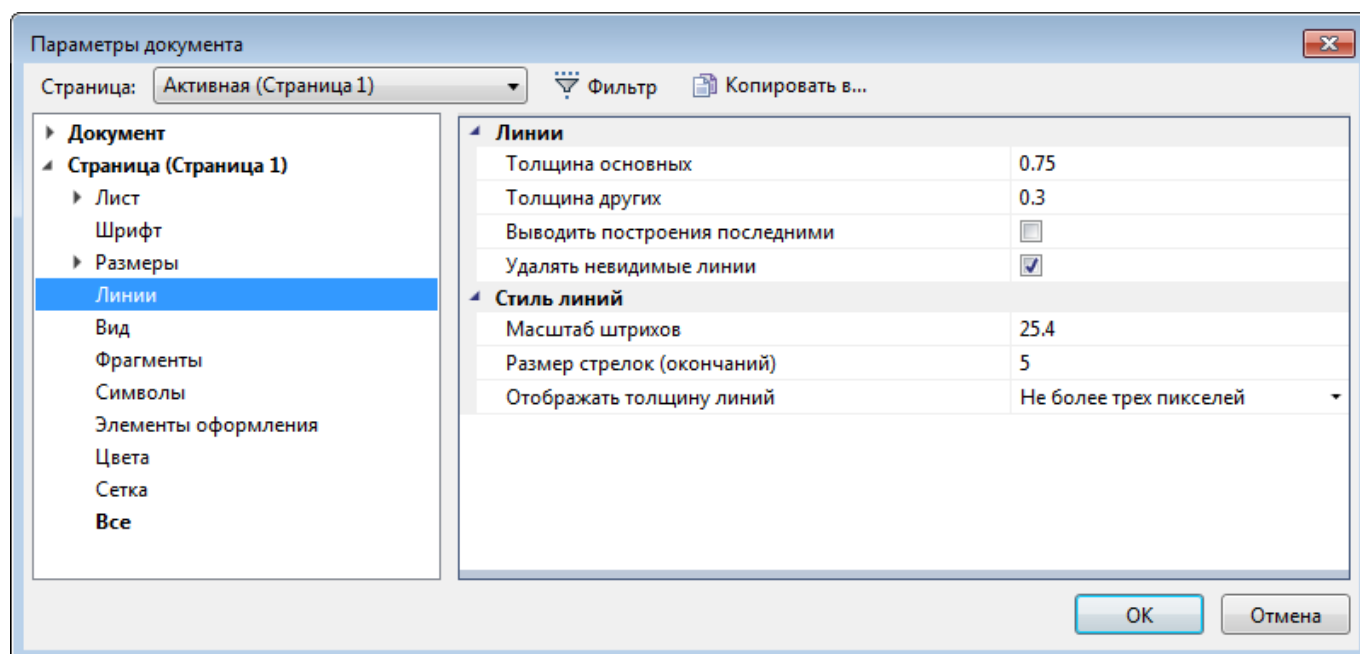 Параметры документа
Страница: Активная (Страница 1) Фильтр Копировать в...
Документ
Страница (Страница 1)
Лист
Шрифт
Размеры
Линии
Вид
Фрагменты
Символы
Элементы оформления
Цвета
Сетка
Все
Линии
Толщина основных 0.75
Толщина других 0.3
Выводить построения последними
Удалять невидимые линии
Стиль линий
Масштаб штрихов 25.4
Размер стрелок (окончаний) 5
Отображать толщину линий Не более трех пикселей
OK Отмена